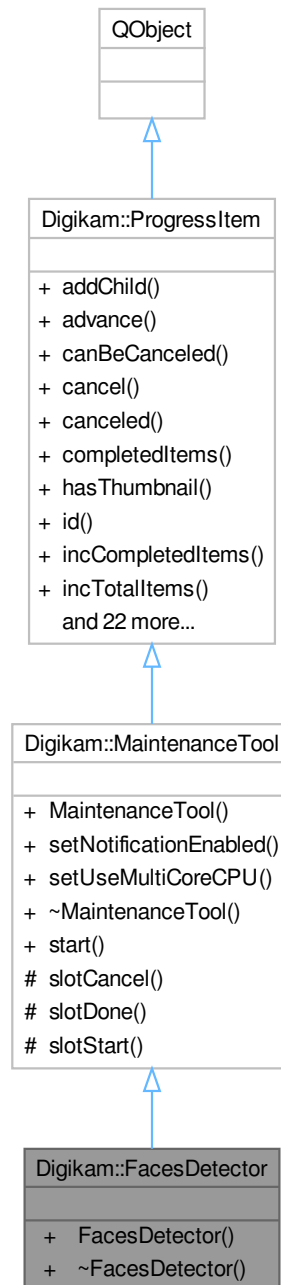 QObject
Digikam::ProgressItem
+ addChild()
+ advance()
+ canBeCanceled()
+ cancel()
+ canceled()
+ completedItems()
+ hasThumbnail()
+ id()
+ incCompletedItems()
+ incTotalItems()
and 22 more...
Digikam::MaintenanceTool
+ MaintenanceTool()
+ setNotificationEnabled()
+ setUseMultiCoreCPU()
+ ~MaintenanceTool()
+ start()
# slotCancel()
# slotDone()
# slotStart()
Digikam::FacesDetector
+ FacesDetector()
+ ~FacesDetector()